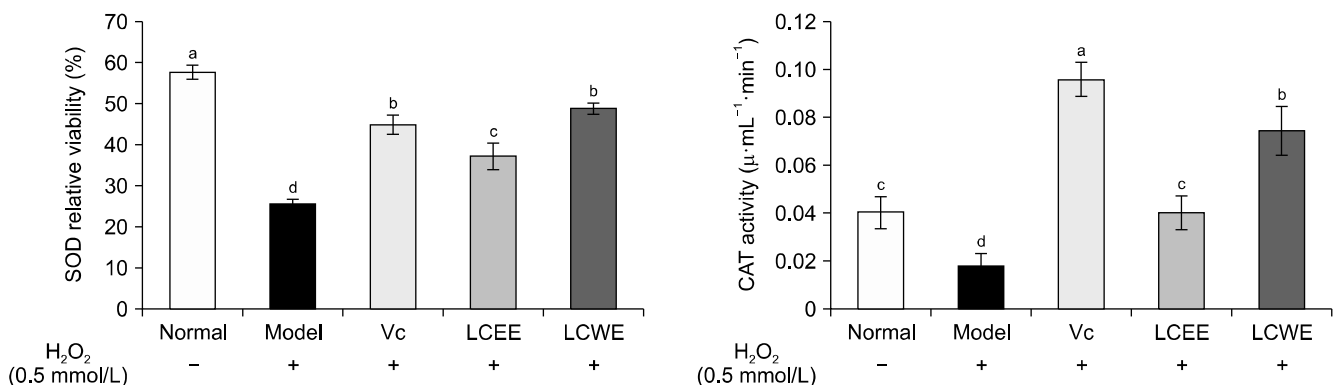 SOD relative viability (%)
70
60
50
40
30
20
10
0
a
d
b
c
b
Normal Model Vc LCEE LCWE
H₂O₂
(0.5 mmol/L) − + + + +
CAT activity (μ·mL⁻¹·min⁻¹)
0.12
0.10
0.08
0.06
0.04
0.02
0
c
d
a
c
b
Normal Model Vc LCEE LCWE
H₂O₂
(0.5 mmol/L) − + + + +